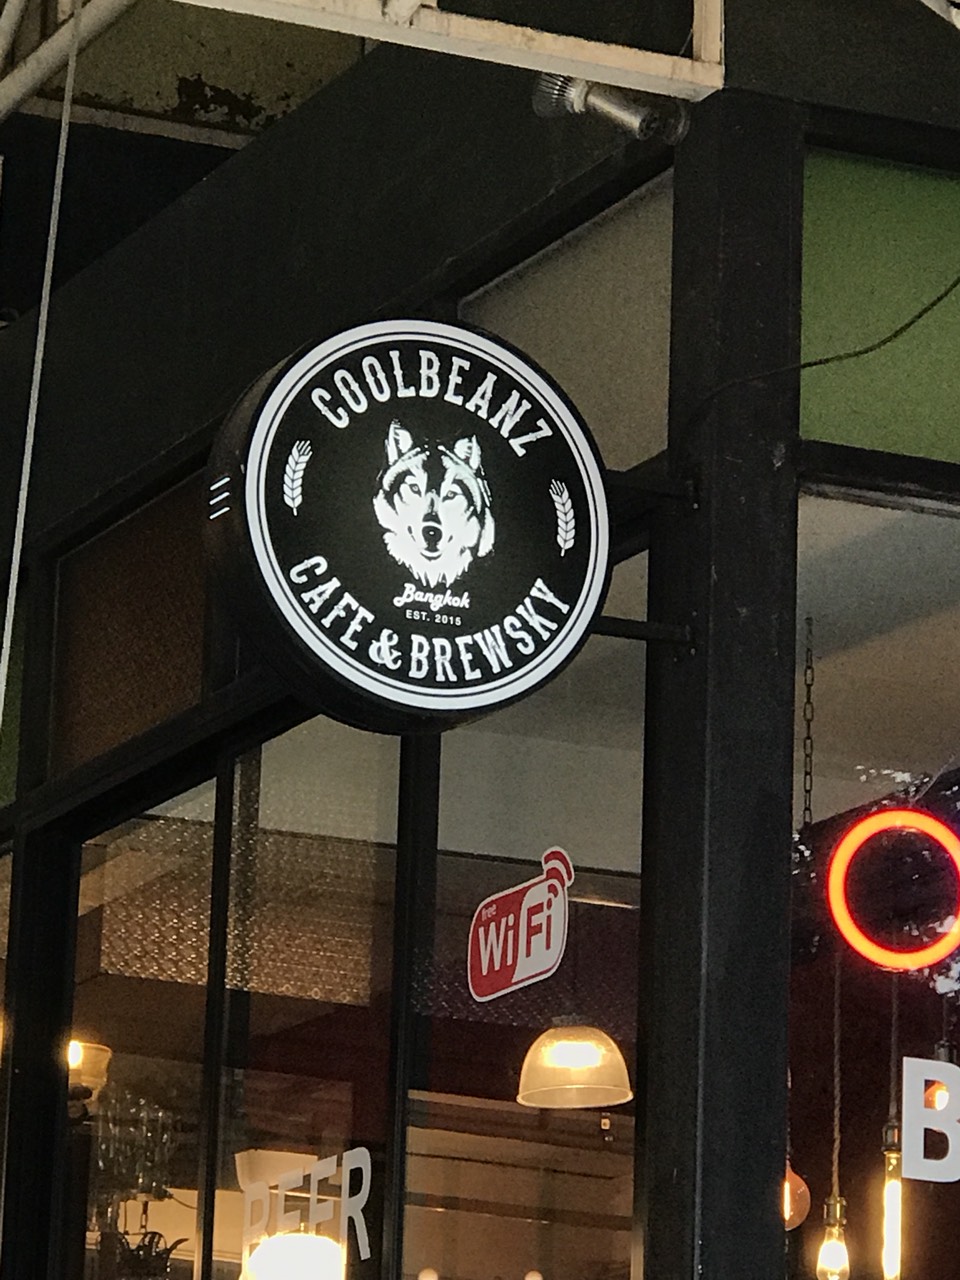 COOLBEANZ
Bangkok
EST. 2015
CAFE & BREWSKY
free
WiFi
BEER
B